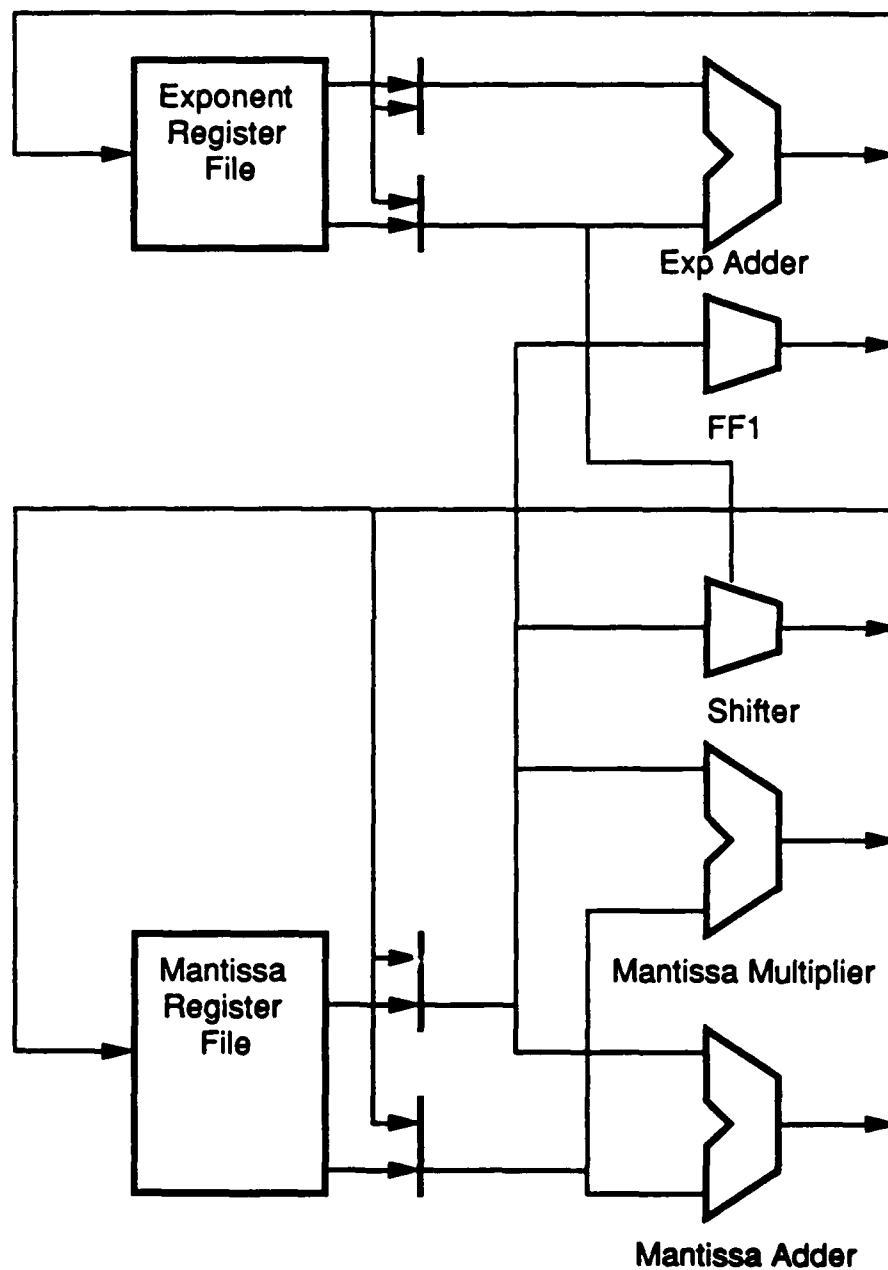 Exponent
Register
File
Exp Adder
FF1
Shifter
Mantissa Multiplier
Mantissa
Register
File
Mantissa Adder